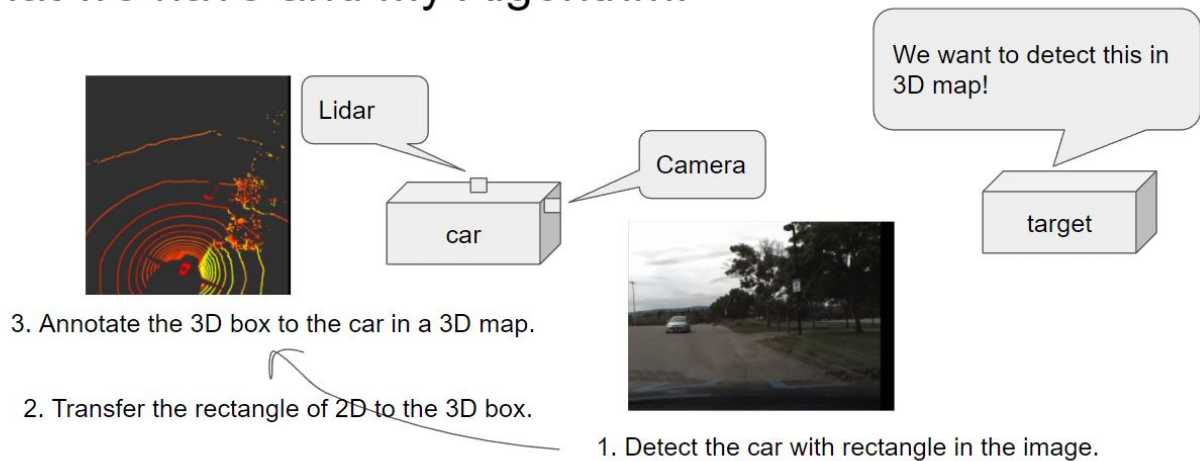 We want to detect this in
3D map!
Lidar
Camera
car
target
3. Annotate the 3D box to the car in a 3D map.
2. Transfer the rectangle of 2D to the 3D box.
1. Detect the car with rectangle in the image.